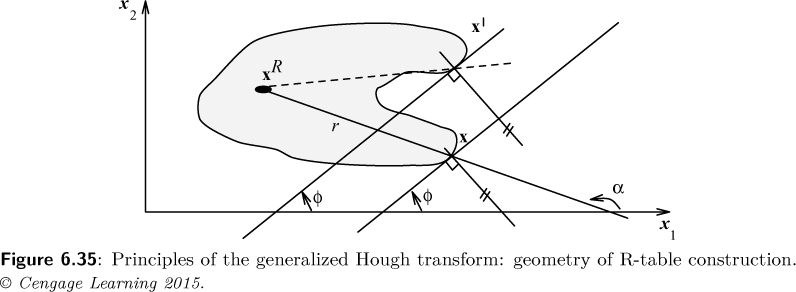 x2
x'
xR
x
r
ϕ
ϕ
α
x1
Figure 6.35: Principles of the generalized Hough transform: geometry of R-table construction.
© Cengage Learning 2015.